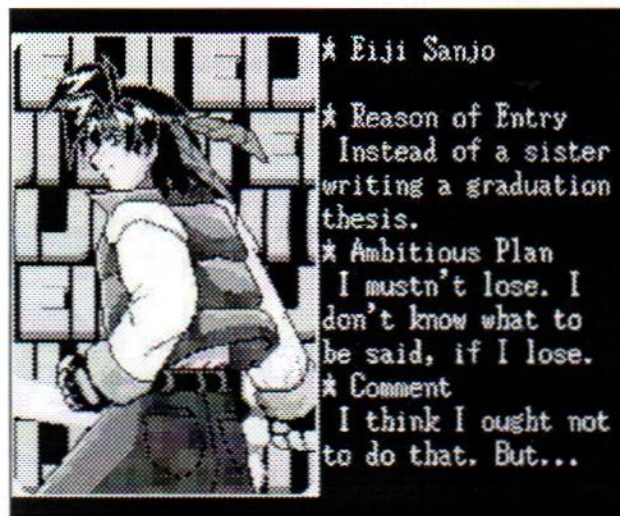 * Eiji Sanjo
* Reason of Entry
Instead of a sister
writing a graduation
thesis.
* Ambitious Plan
I mustn't lose. I
don't know what to
be said, if I lose.
* Comment
I think I ought not
to do that. But...